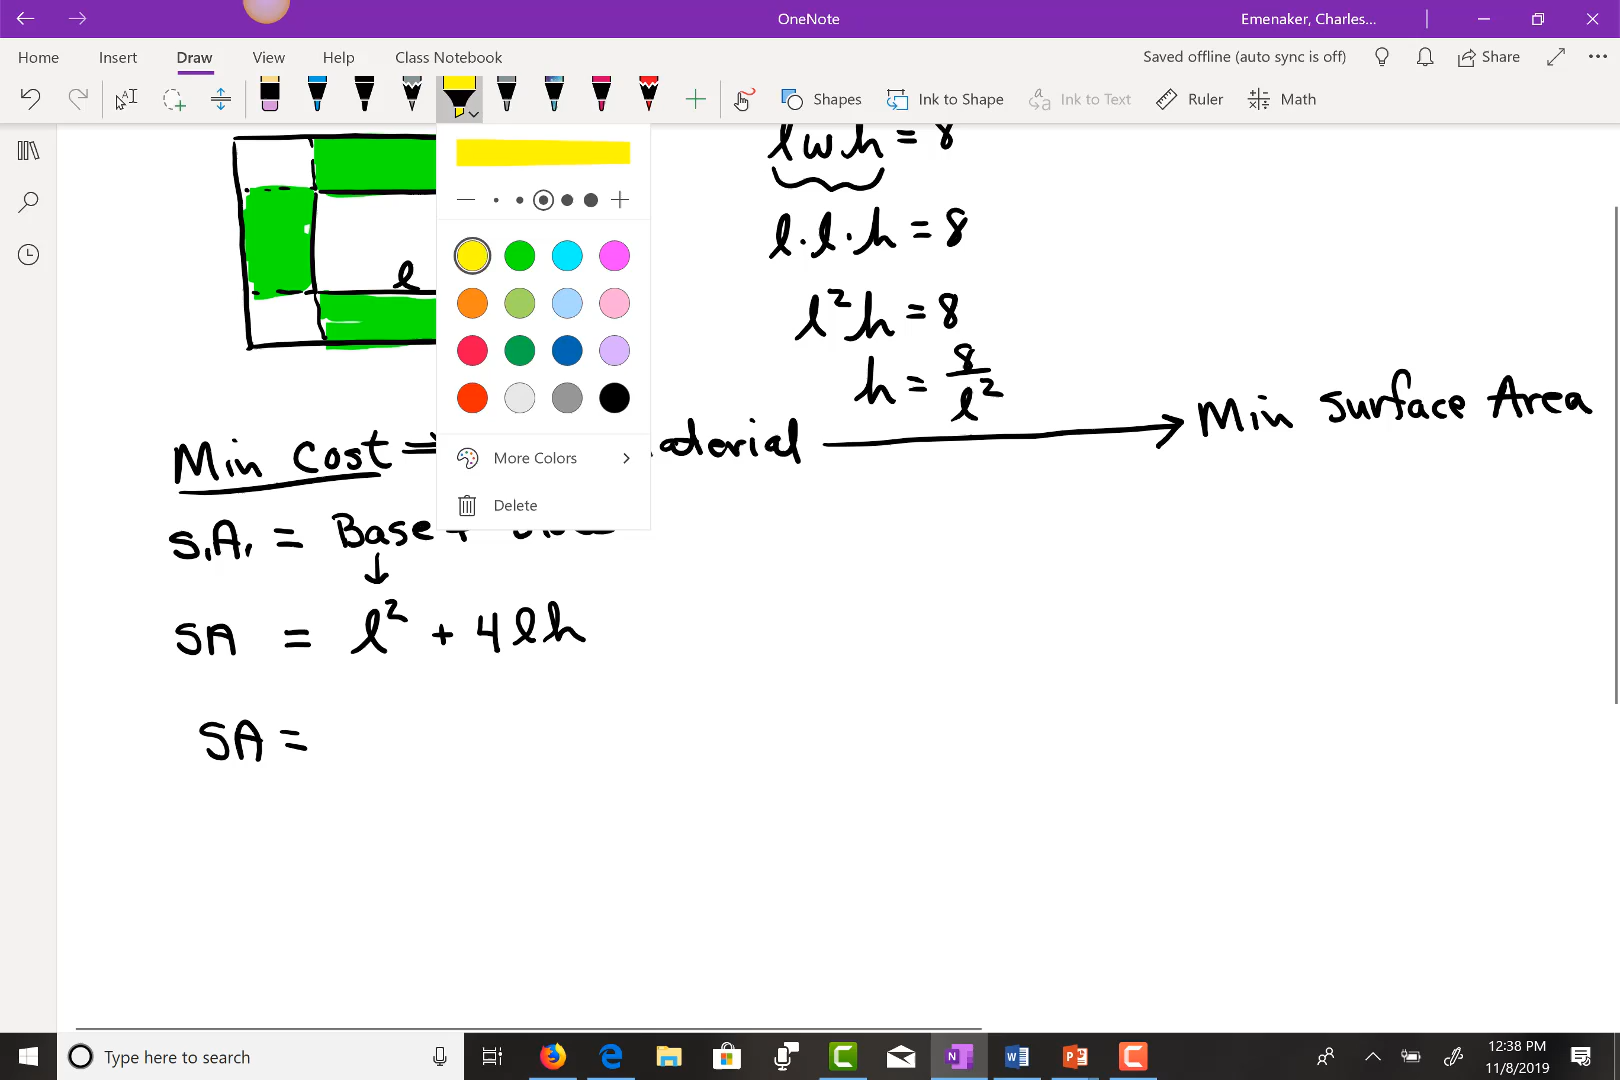 OneNote
Emenaker, Charles...
Home Insert Draw View Help Class Notebook
Saved offline (auto sync is off) Share
Shapes Ink to Shape Ink to Text Ruler Math
l w h = 8
l · l · h = 8
l² h = 8
h = 8/l²
l
More Colors
Delete
Min Cost ⇒ aterial → Min Surface Area
S.A. = Base +
↓
SA = l² + 4lh
SA =
Type here to search
12:38 PM
11/8/2019